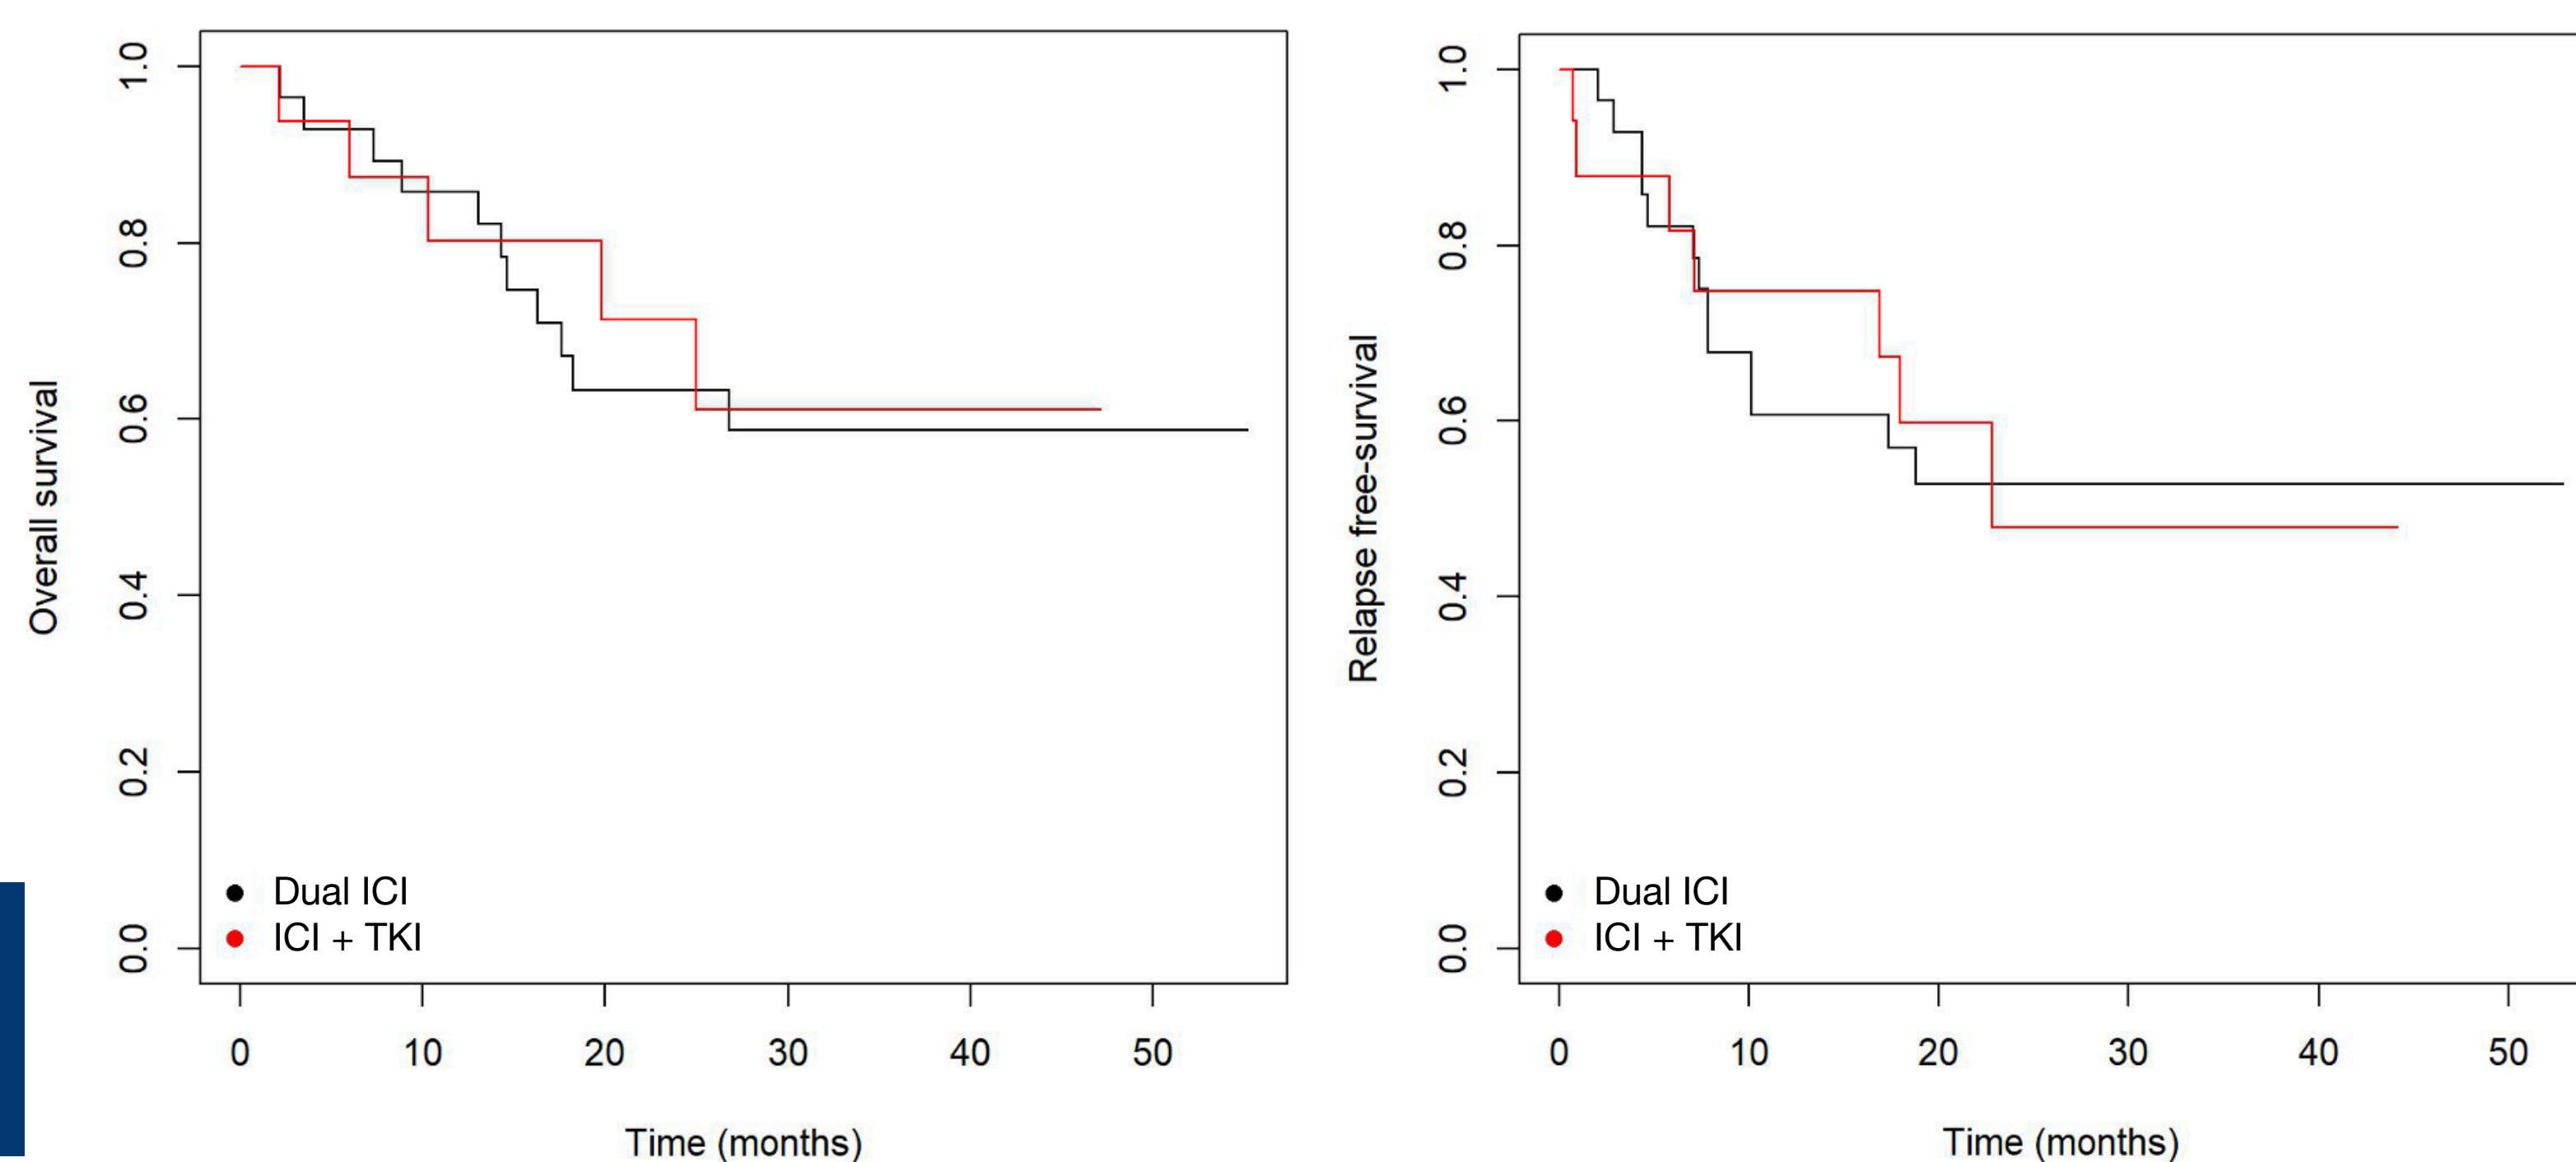 Overall survival
1.0
0.8
0.6
0.4
0.2
0.0
Dual ICI
ICI + TKI
0 10 20 30 40 50
Time (months)
Relapse free-survival
1.0
0.8
0.6
0.4
0.2
0.0
Dual ICI
ICI + TKI
0 10 20 30 40 50
Time (months)